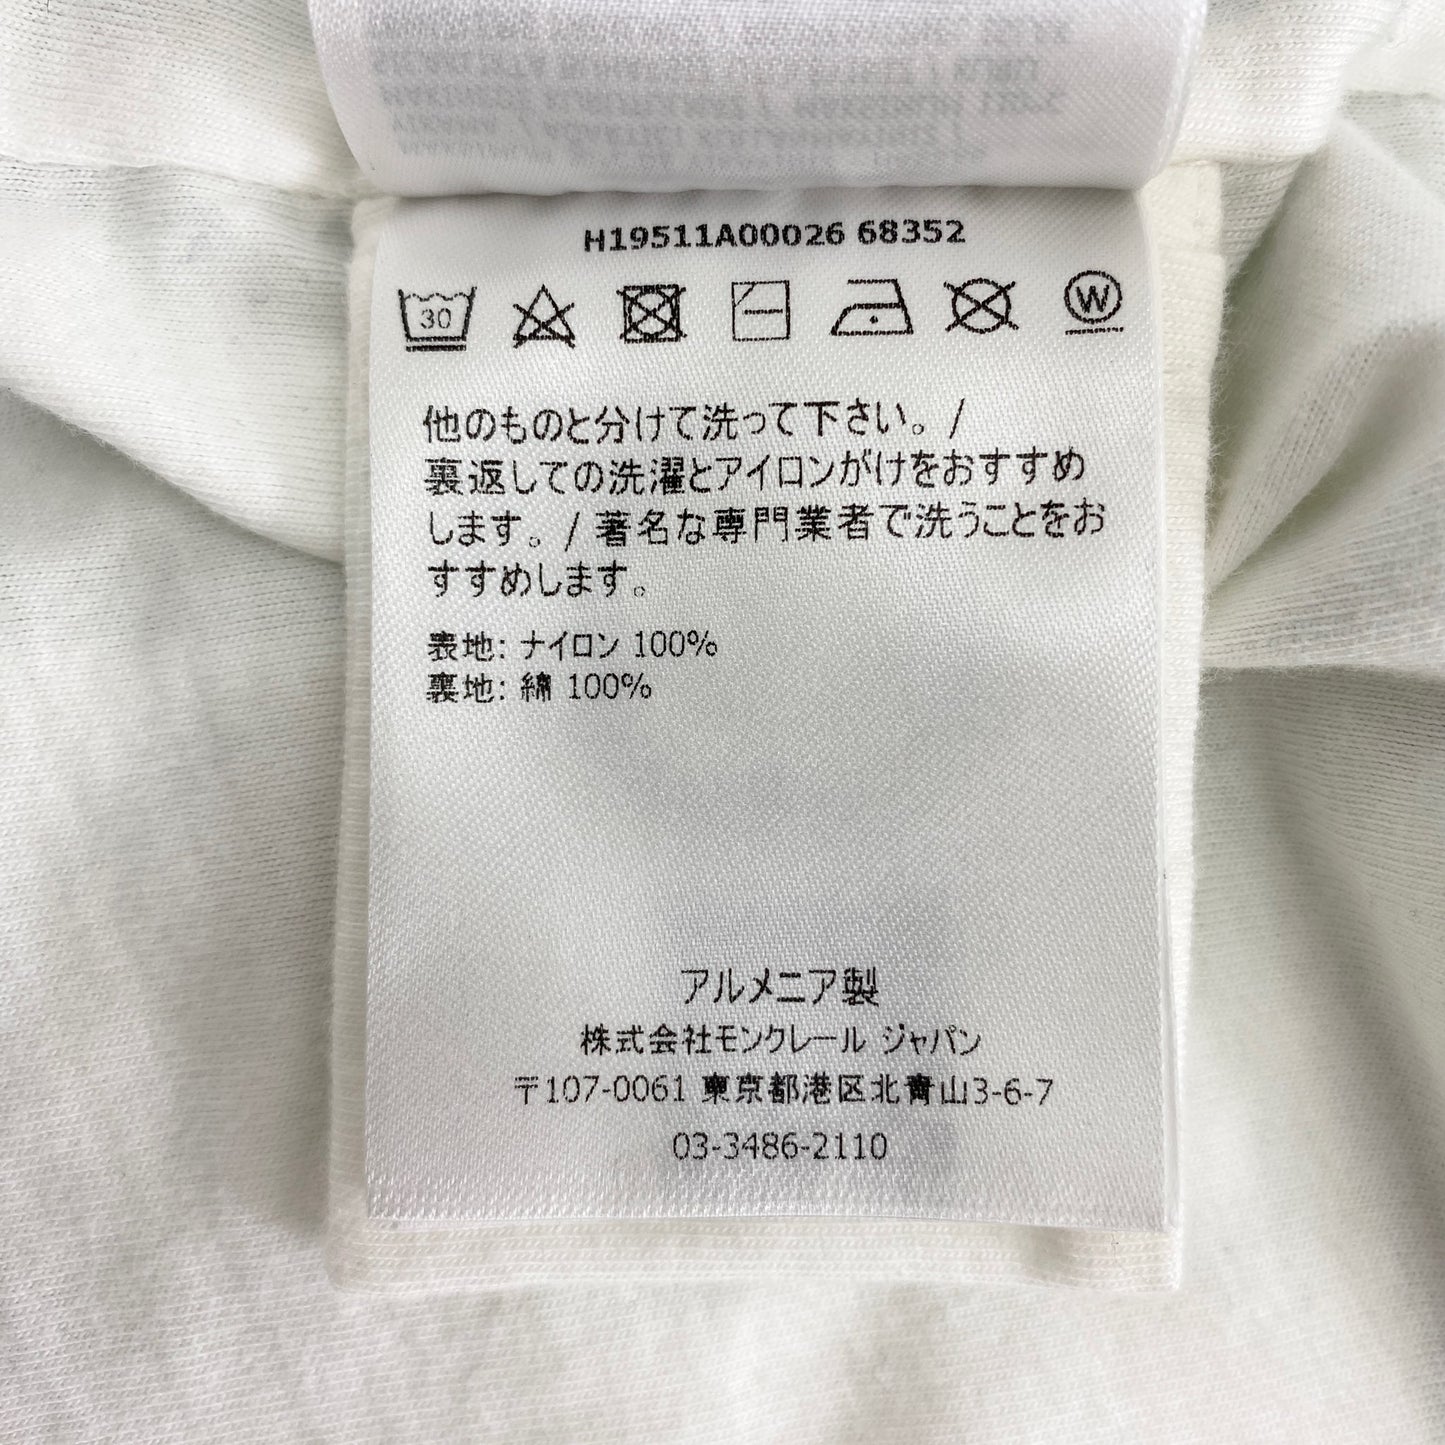 H19511A00026 68352
30
W
他のものと分けて洗って下さい。/
裏返しての洗濯とアイロンがけをおすすめ
します。/ 著名な専門業者で洗うことをお
すすめします。
表地: ナイロン 100%
裏地: 綿 100%
アルメニア製
株式会社モンクレール ジャパン
〒107-0061 東京都港区北青山3-6-7
03-3486-2110